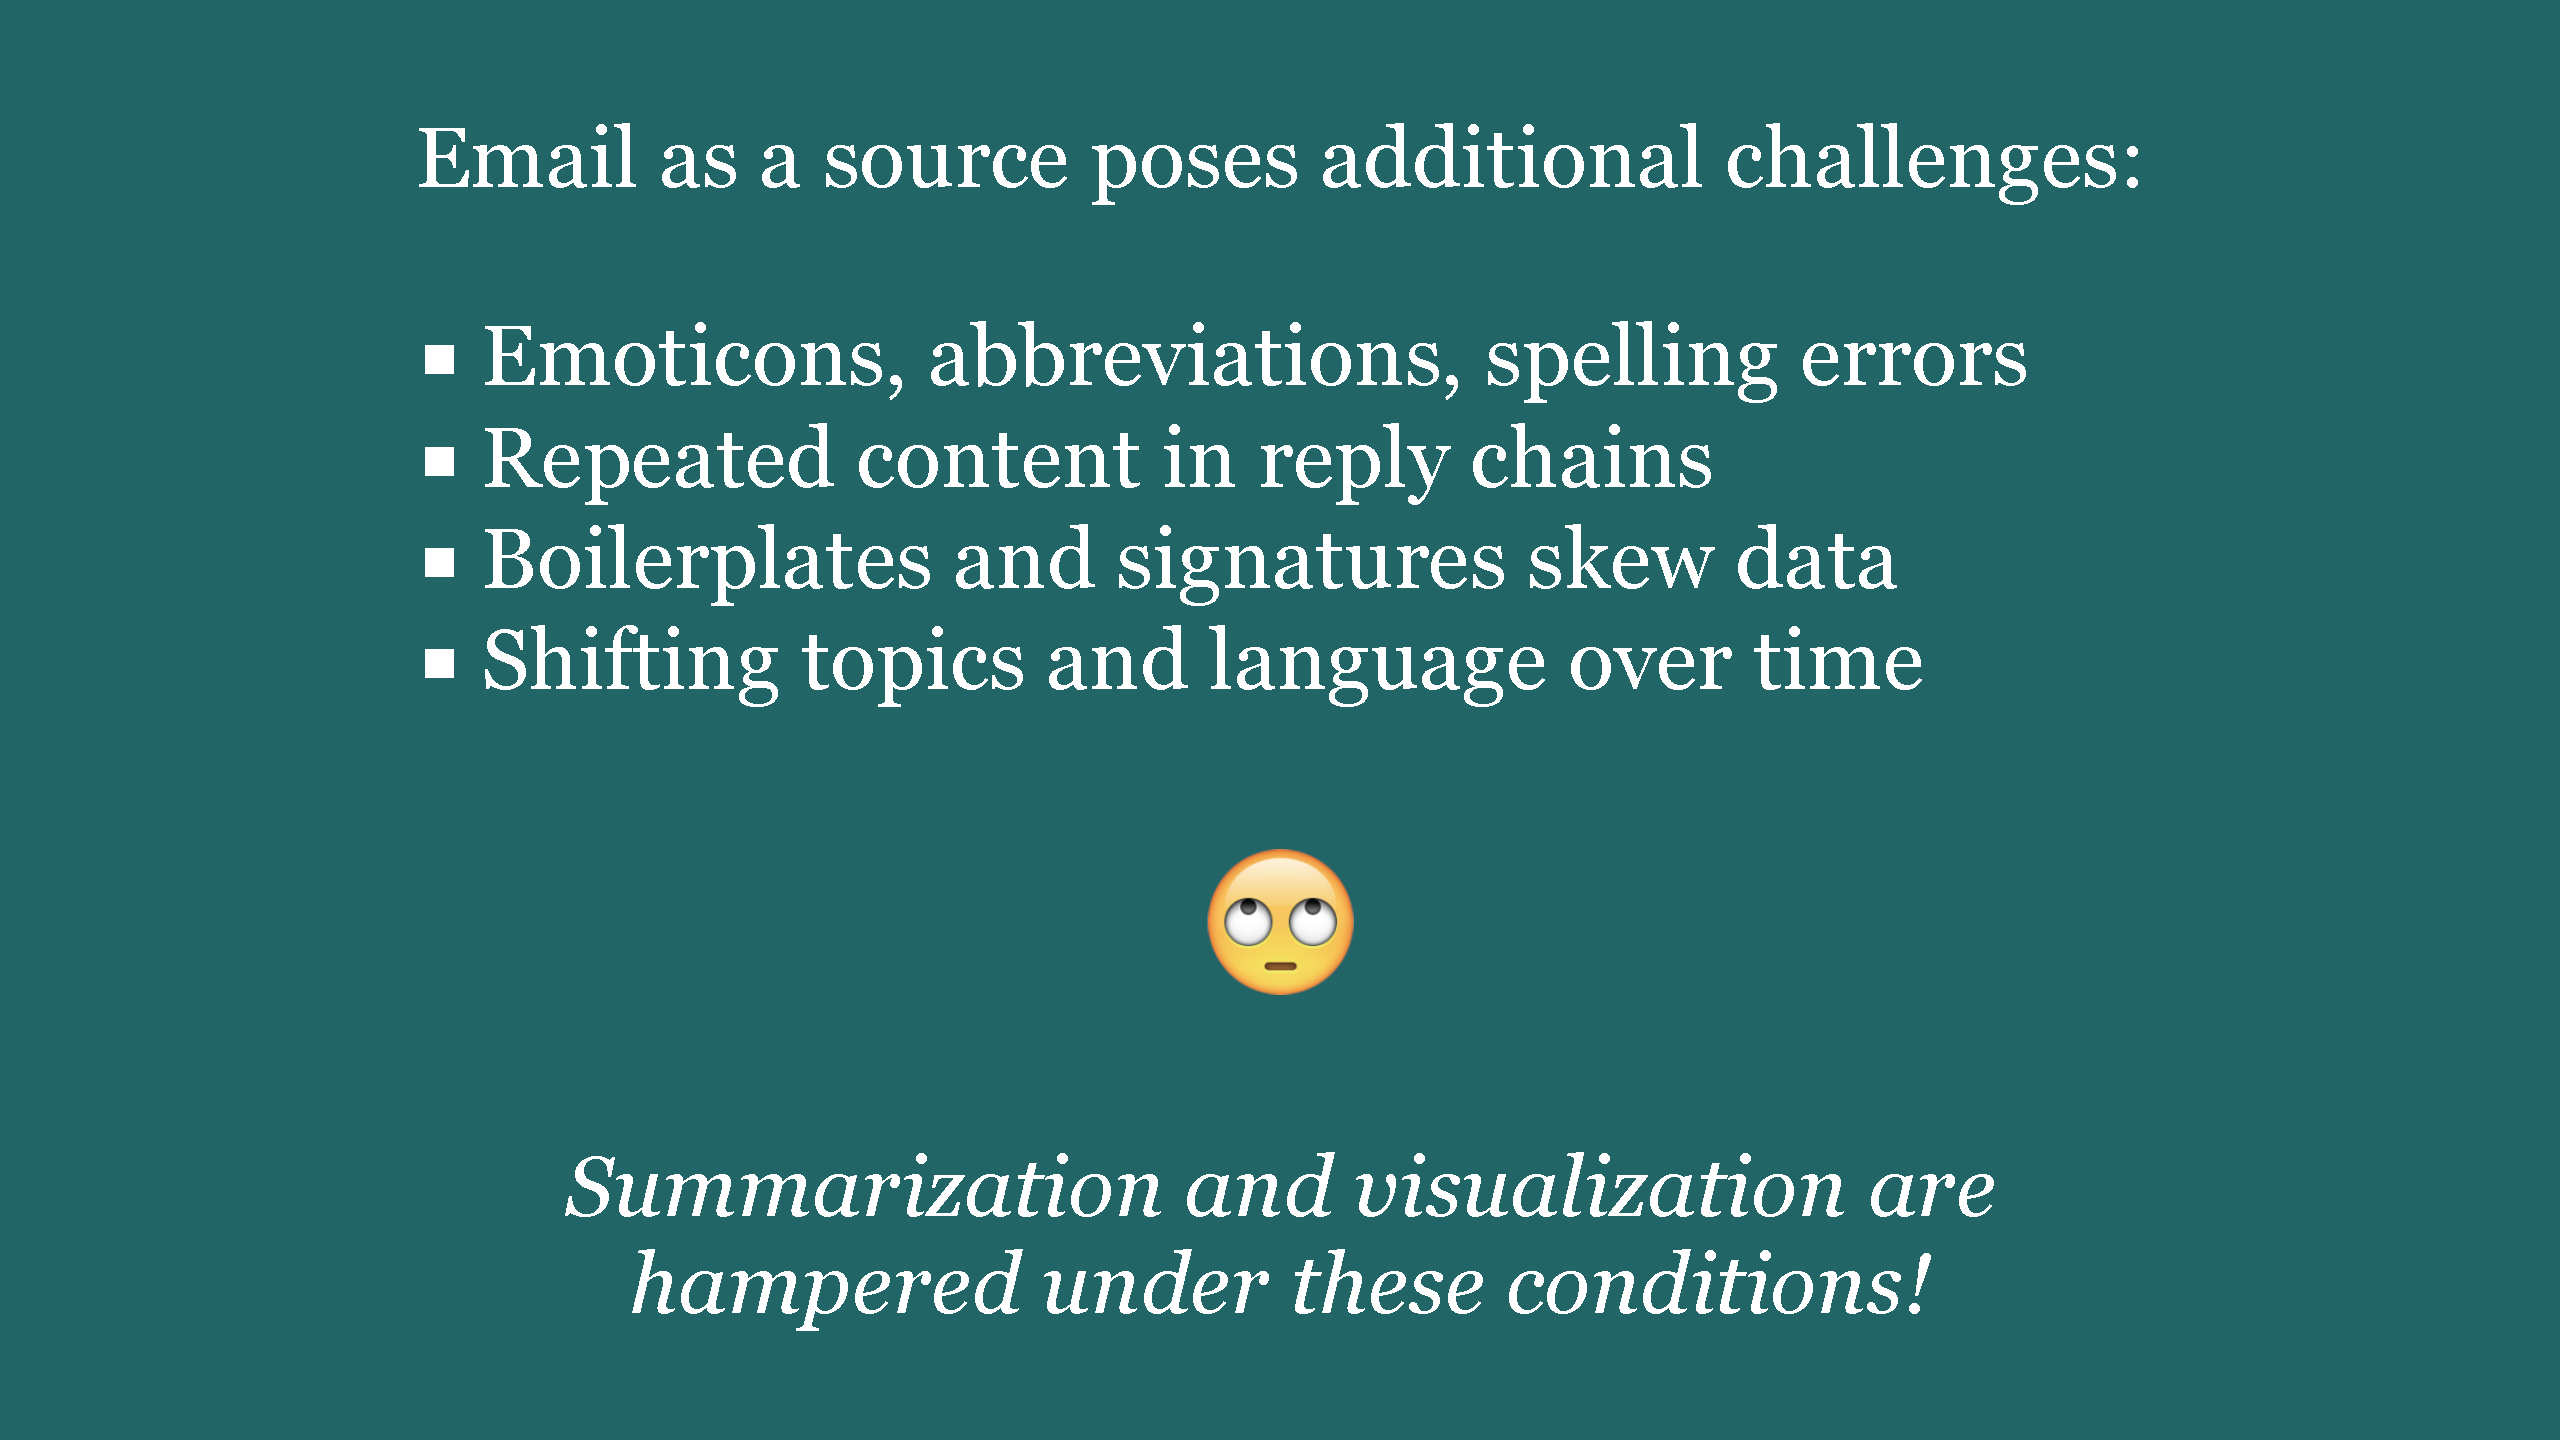 Email as a source poses additional challenges:
▪ Emoticons, abbreviations, spelling errors
▪ Repeated content in reply chains
▪ Boilerplates and signatures skew data
▪ Shifting topics and language over time
🙄
Summarization and visualization are
hampered under these conditions!